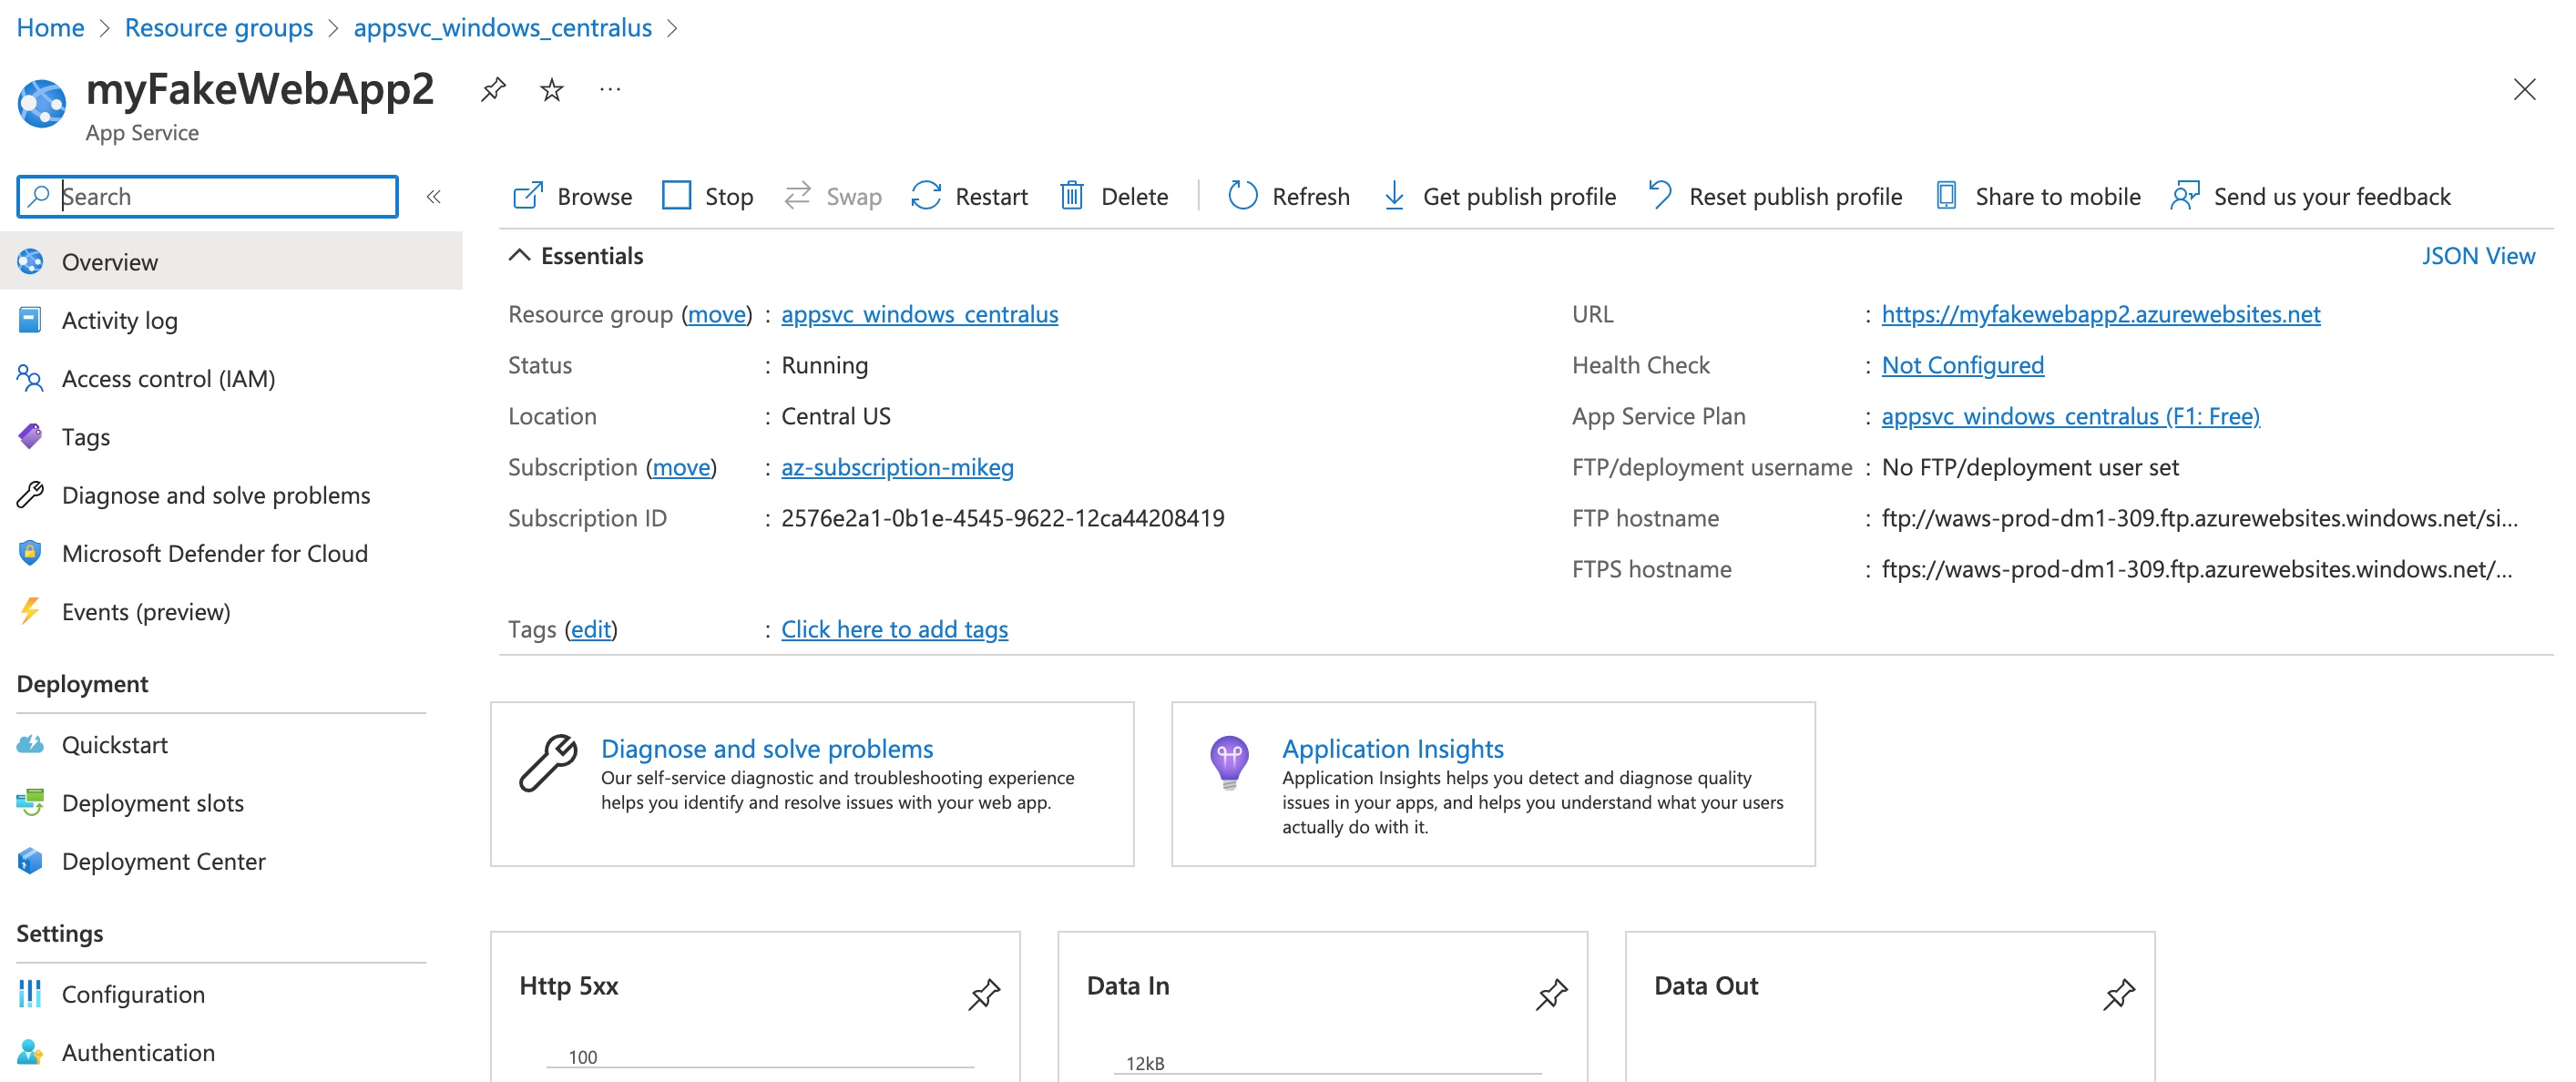 Home > Resource groups > appsvc_windows_centralus >
myFakeWebApp2 ...
App Service
Search «
Browse Stop Swap Restart Delete | Refresh Get publish profile Reset publish profile Share to mobile Send us your feedback
Overview
Activity log
Access control (IAM)
Tags
Diagnose and solve problems
Microsoft Defender for Cloud
Events (preview)
Deployment
Quickstart
Deployment slots
Deployment Center
Settings
Configuration
Authentication
Essentials
JSON View
Resource group (move) : appsvc_windows_centralus
Status : Running
Location : Central US
Subscription (move) : az-subscription-mikeg
Subscription ID : 2576e2a1-0b1e-4545-9622-12ca44208419
URL : https://myfakewebapp2.azurewebsites.net
Health Check : Not Configured
App Service Plan : appsvc_windows_centralus (F1: Free)
FTP/deployment username : No FTP/deployment user set
FTP hostname : ftp://waws-prod-dm1-309.ftp.azurewebsites.windows.net/si...
FTPS hostname : ftps://waws-prod-dm1-309.ftp.azurewebsites.windows.net/...
Tags (edit) : Click here to add tags
Diagnose and solve problems
Our self-service diagnostic and troubleshooting experience
helps you identify and resolve issues with your web app.
Application Insights
Application Insights helps you detect and diagnose quality
issues in your apps, and helps you understand what your users
actually do with it.
Http 5xx
100
Data In
12kB
Data Out